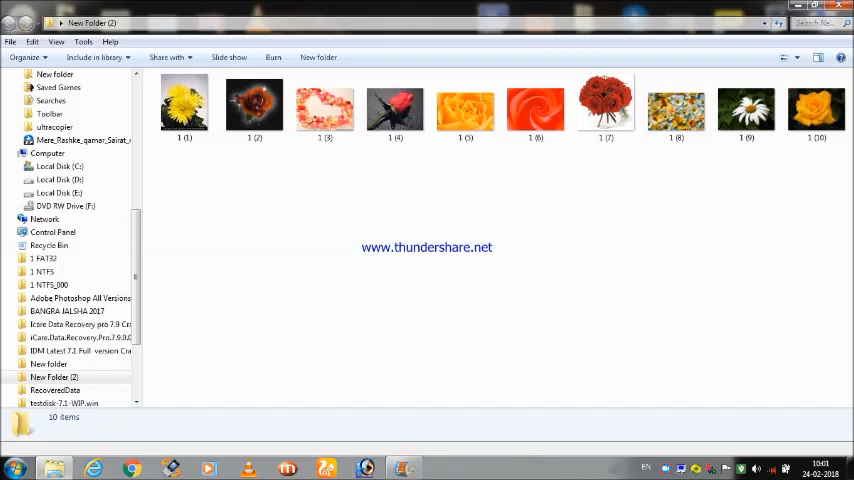 New Folder (2)
Search Ne...
File Edit View Tools Help
Organize Include in library Share with Slide show Burn New folder
New folder
Saved Games
Searches
Toolbar
ultracopier
Mere_Rashke_qamar_Sairat_r
Computer
Local Disk (C:)
Local Disk (D:)
Local Disk (E:)
DVD RW Drive (F:)
Network
Control Panel
Recycle Bin
1 FAT32
1 NTFS
1 NTFS_000
Adobe Photoshop All Versions
BANGRA JALSHA 2017
Icare Data Recovery pro 7.9 Cra
iCare.Data.Recovery.Pro.7.9.0.0
IDM Latest 7.1 Full version Cra
New folder
New Folder (2)
RecoveredData
testdisk-7.1-WIP.win
1 (1) 1 (2) 1 (3) 1 (4) 1 (5) 1 (6) 1 (7) 1 (8) 1 (9) 1 (10)
www.thundershare.net
10 items
EN
10:01
24-02-2018